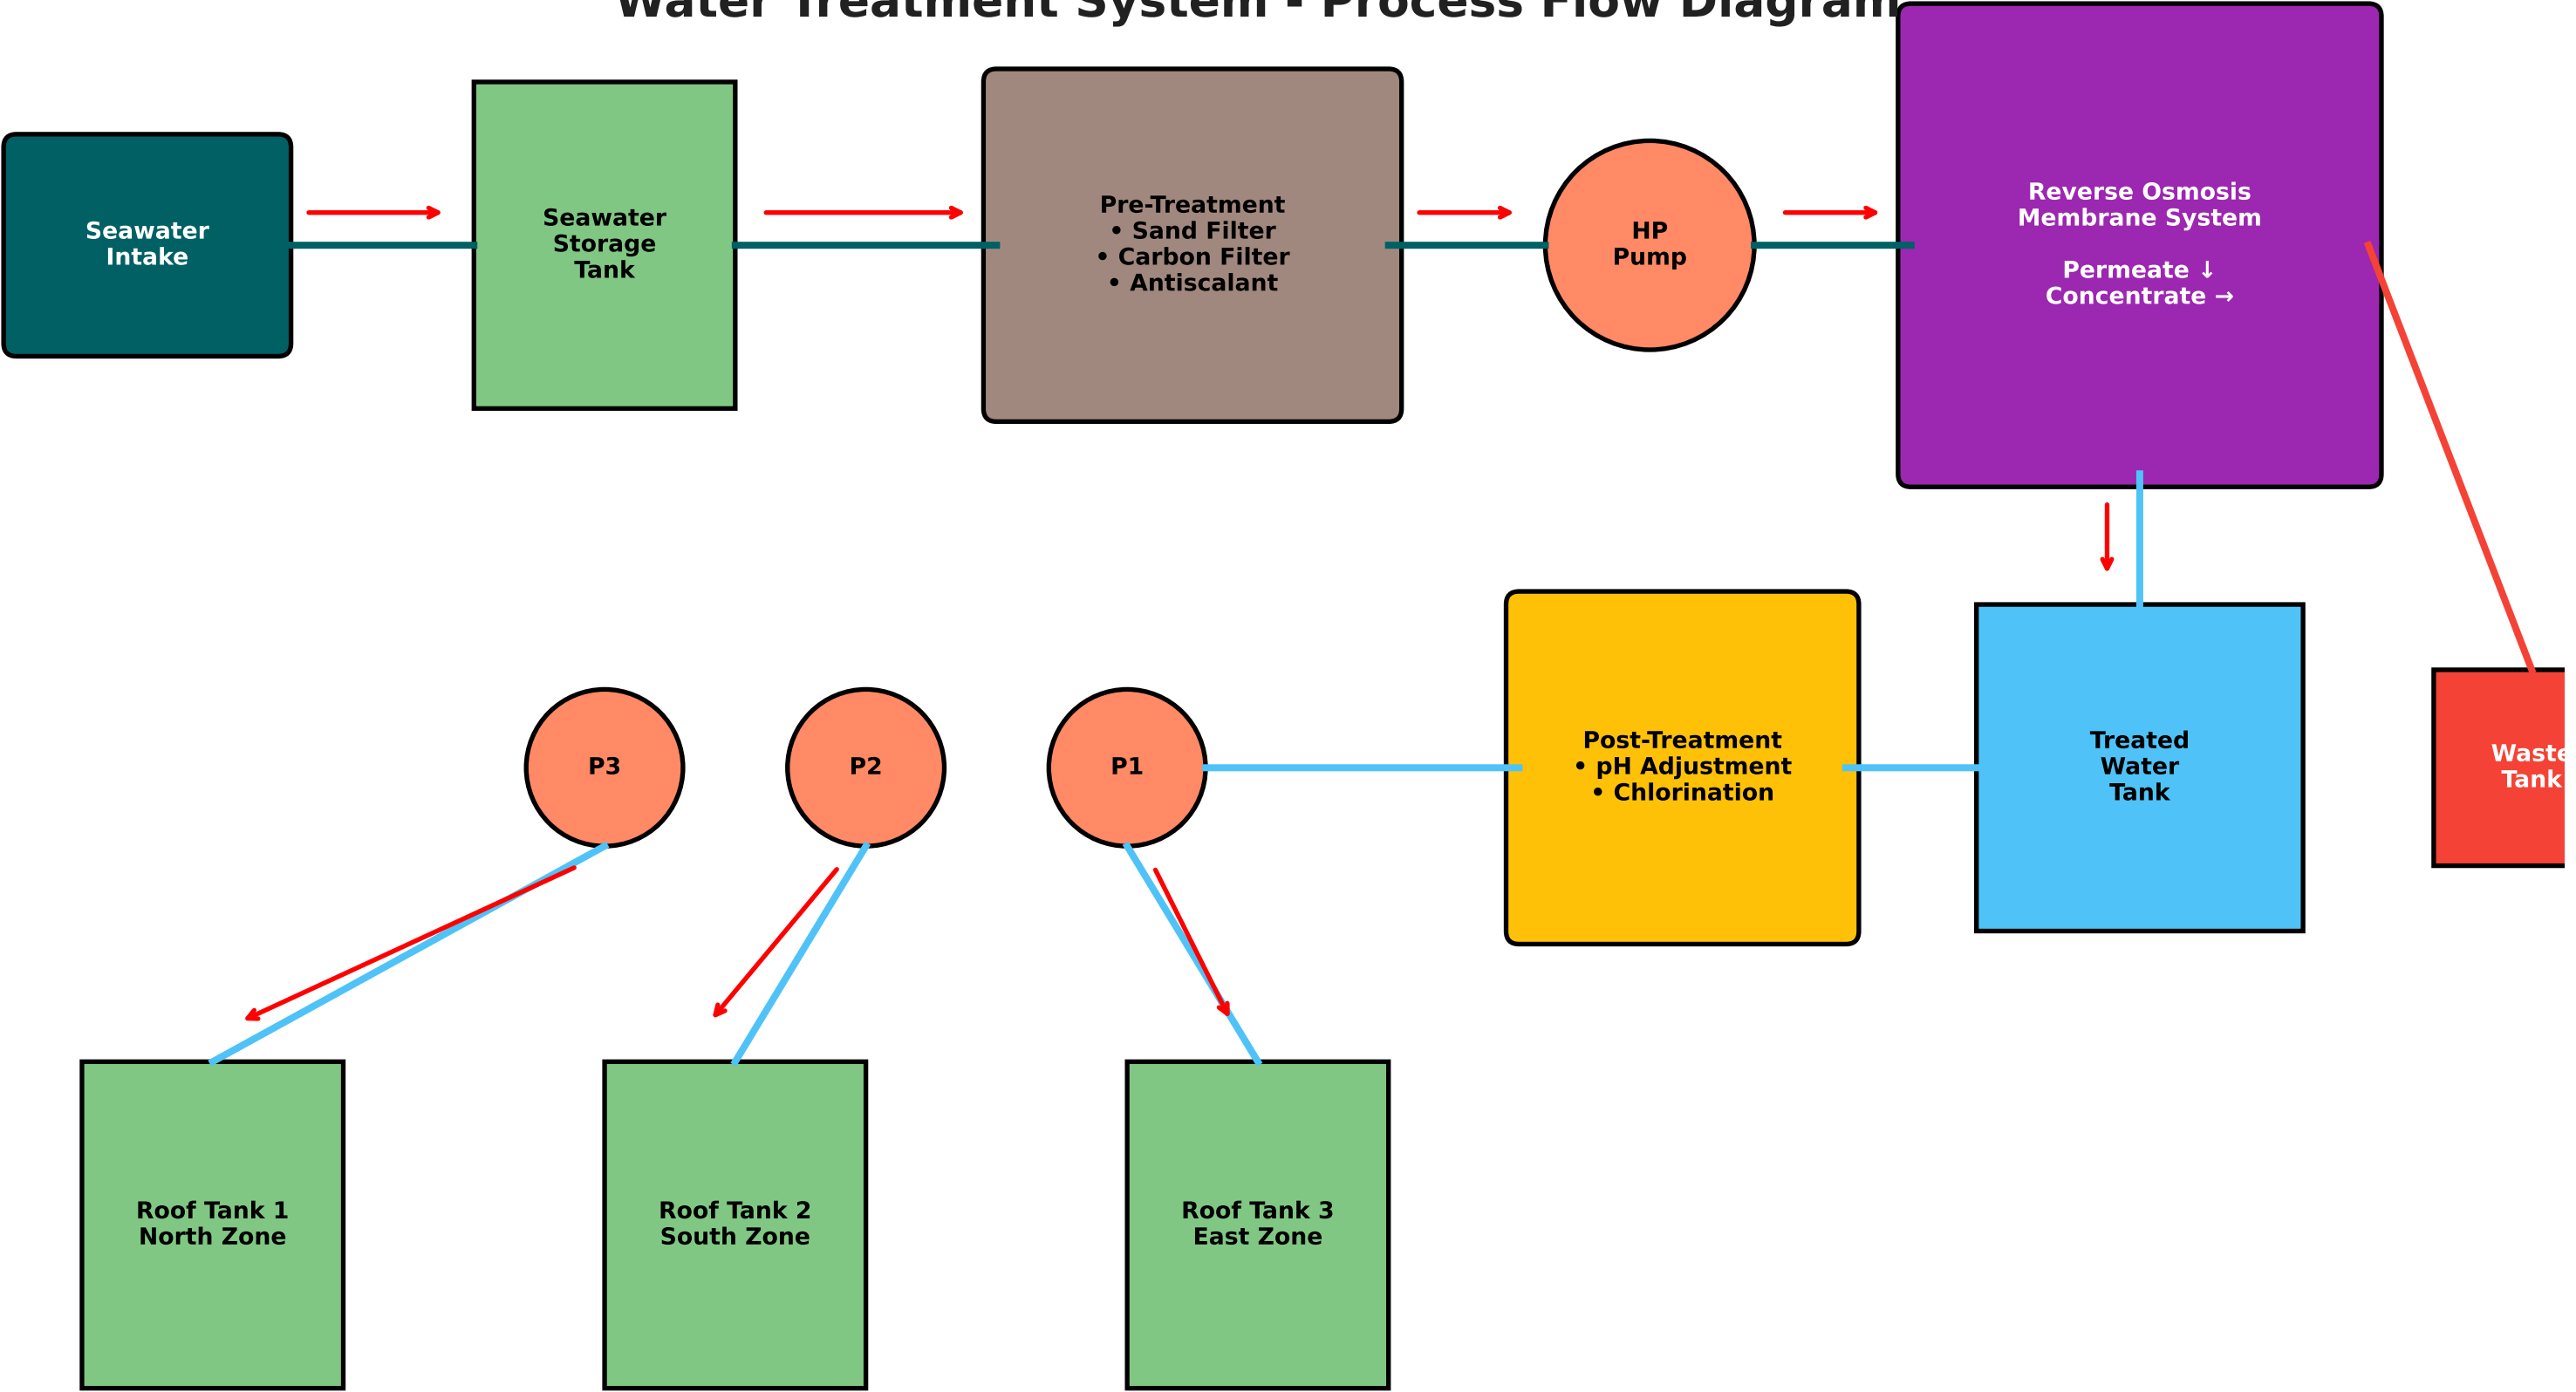 Water Treatment System - Process Flow Diagram
Seawater
Intake
Seawater
Storage
Tank
Pre-Treatment
• Sand Filter
• Carbon Filter
• Antiscalant
HP
Pump
Reverse Osmosis
Membrane System
Permeate ↓
Concentrate →
P3
P2
P1
Post-Treatment
• pH Adjustment
• Chlorination
Treated
Water
Tank
Waste
Tank
Roof Tank 1
North Zone
Roof Tank 2
South Zone
Roof Tank 3
East Zone